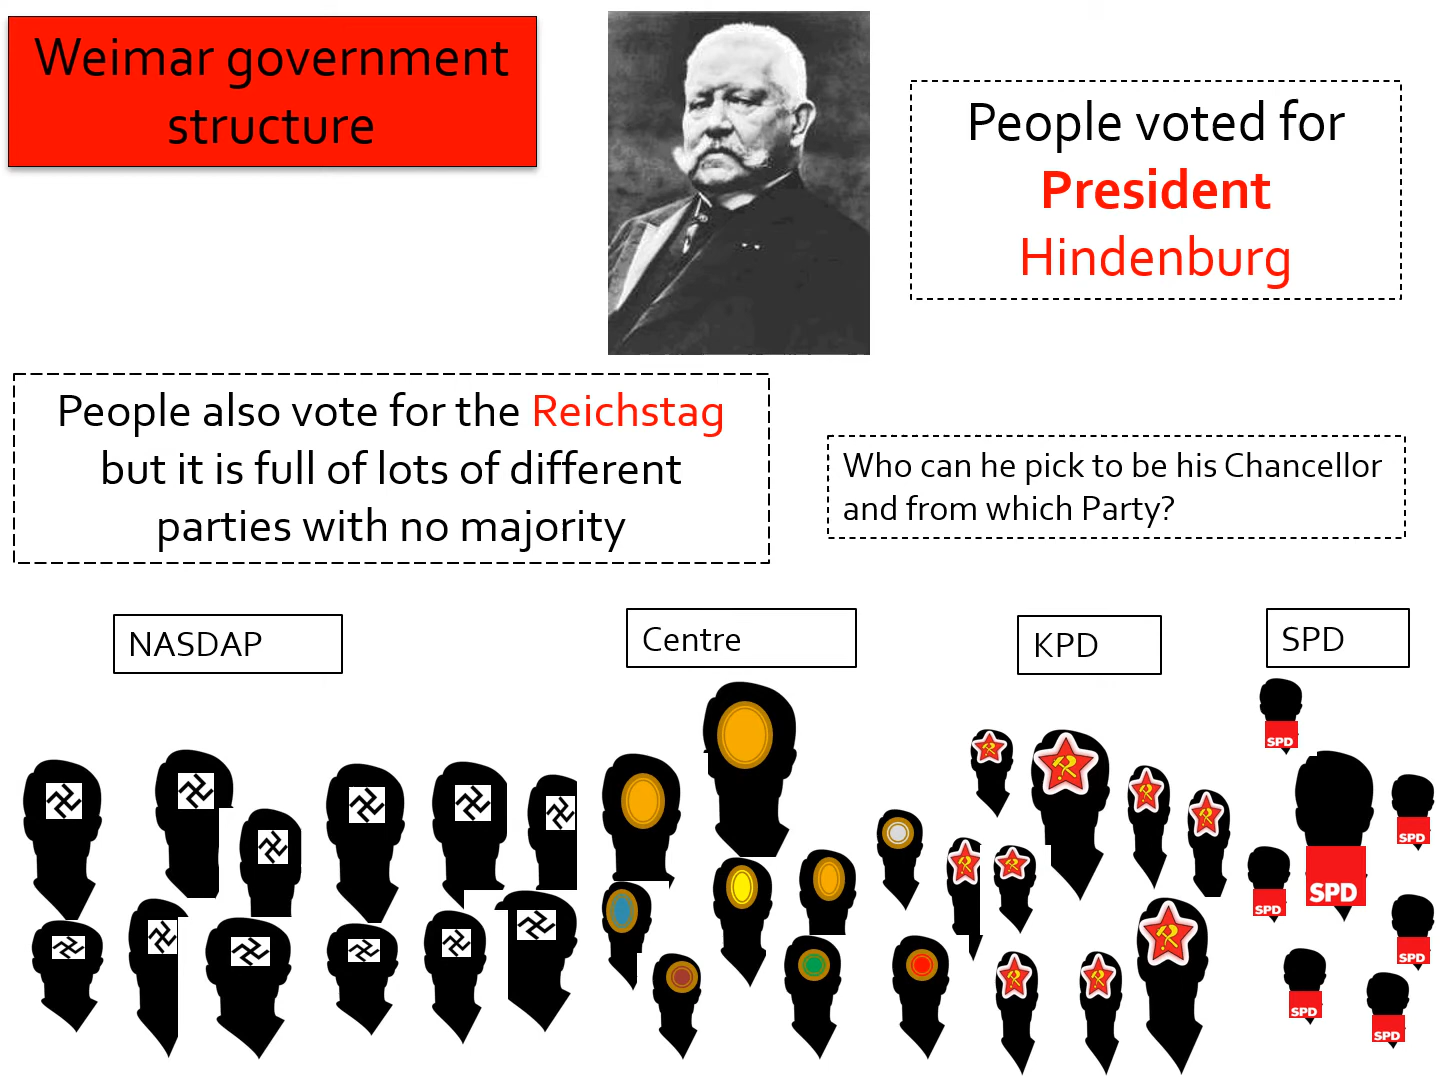 Weimar government
structure
People voted for
President
Hindenburg
People also vote for the Reichstag
but it is full of lots of different
parties with no majority
Who can he pick to be his Chancellor
and from which Party?
NASDAP
Centre
KPD
SPD
SPD
SPD
SPD
SPD
SPD
SPD
SPD